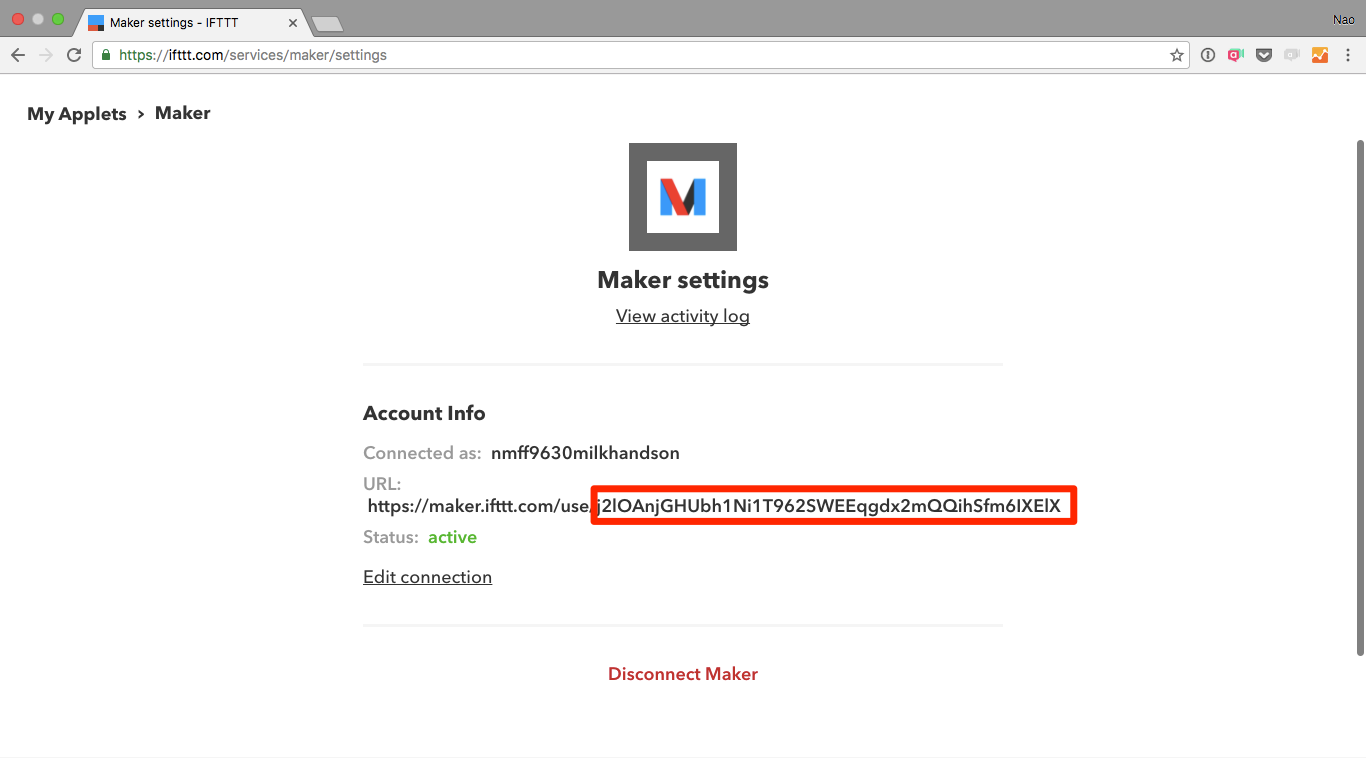 Maker settings - IFTTT
Nao
https://ifttt.com/services/maker/settings
My Applets > Maker
M
Maker settings
View activity log
Account Info
Connected as: nmff9630milkhandson
URL:
https://maker.ifttt.com/use/j2lOAnjGHUbh1Ni1T962SWEEqgdx2mQQihSfm6IXElX
Status: active
Edit connection
Disconnect Maker